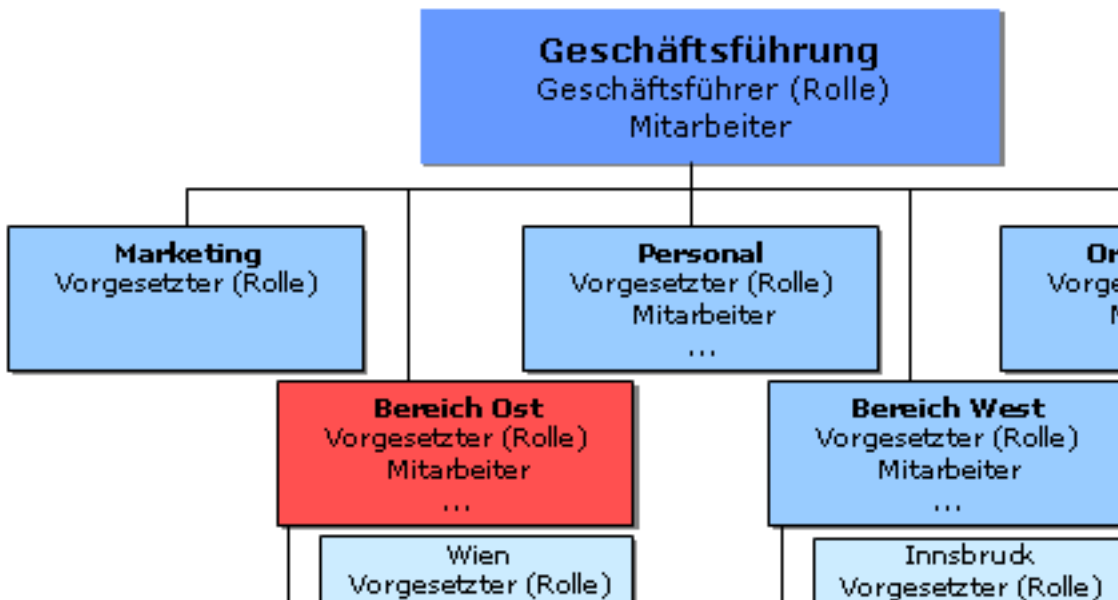 Geschäftsführung
Geschäftsführer (Rolle)
Mitarbeiter
Marketing
Vorgesetzter (Rolle)
Personal
Vorgesetzter (Rolle)
Mitarbeiter
...
Bereich Ost
Vorgesetzter (Rolle)
Mitarbeiter
...
Bereich West
Vorgesetzter (Rolle)
Mitarbeiter
...
Wien
Vorgesetzter (Rolle)
Innsbruck
Vorgesetzter (Rolle)